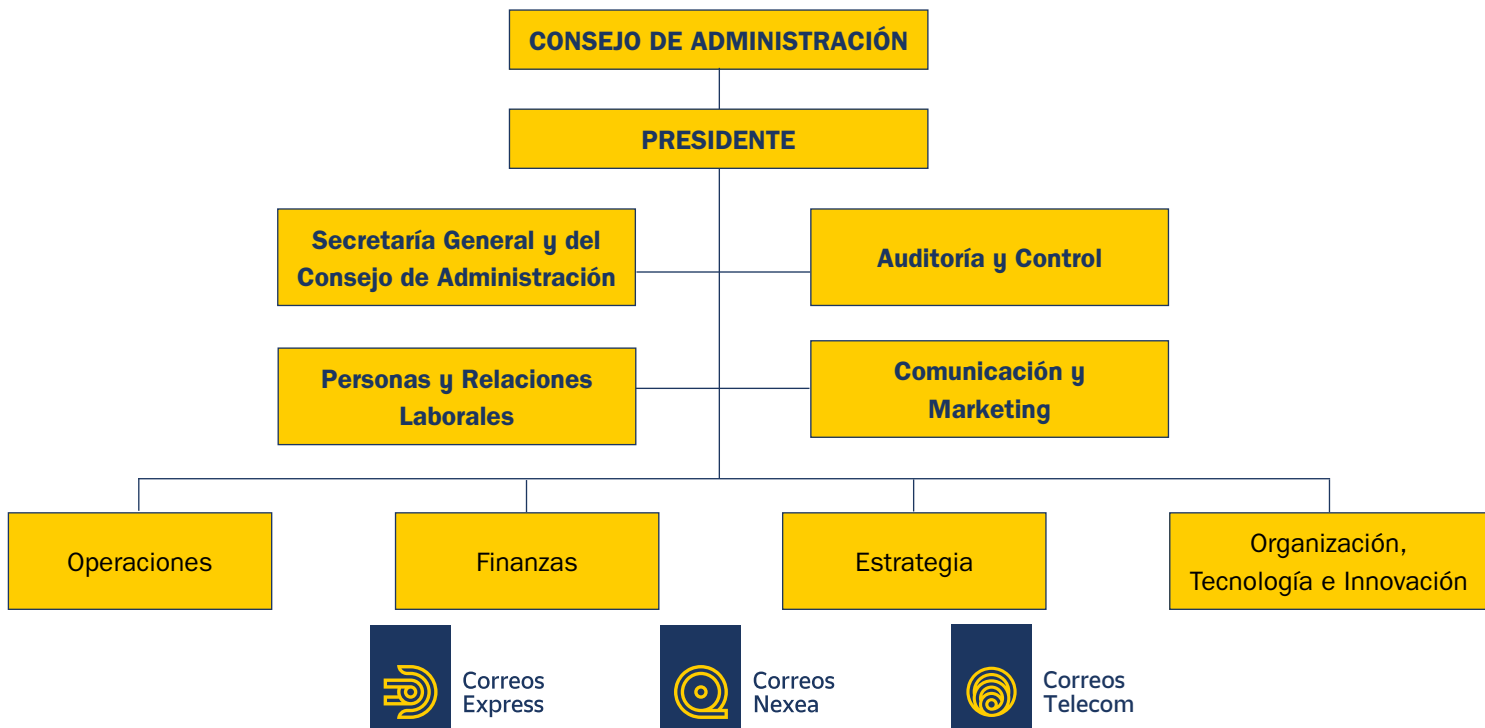 CONSEJO DE ADMINISTRACIÓN
PRESIDENTE
Secretaría General y del
Consejo de Administración
Auditoría y Control
Personas y Relaciones
Laborales
Comunicación y
Marketing
Operaciones
Finanzas
Estrategia
Organización,
Tecnología e Innovación
Correos
Express
Correos
Nexea
Correos
Telecom